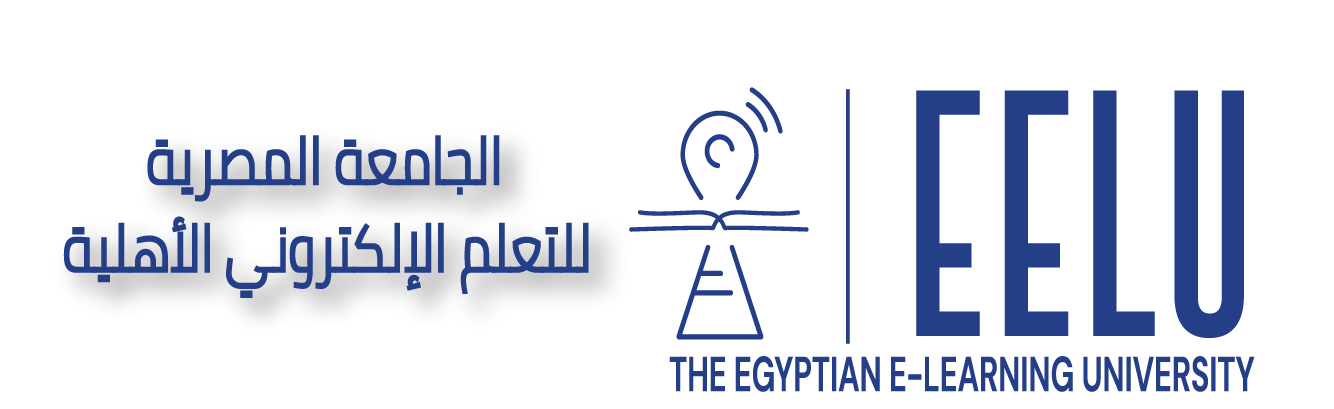 الجامعة المصرية
للتعلم الإلكتروني الأهلية
EELU
THE EGYPTIAN E-LEARNING UNIVERSITY